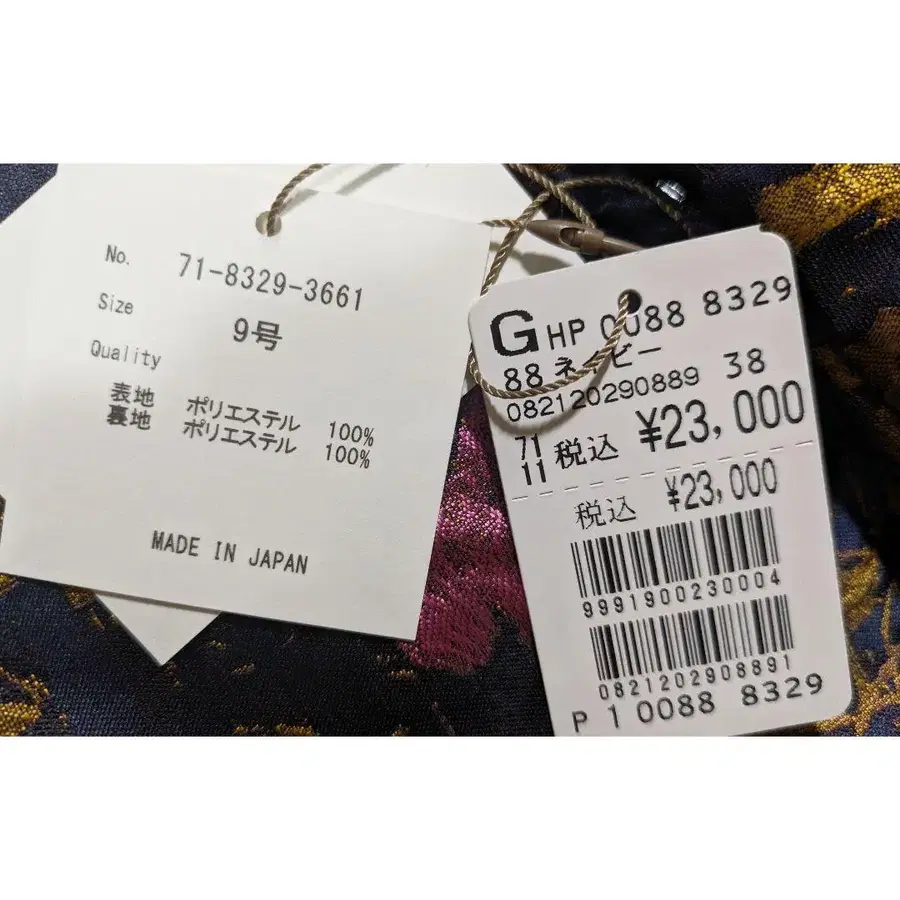 No. 71-8329-3661
Size 9号
Quality
表地 ポリエステル 100%
裏地 ポリエステル 100%
MADE IN JAPAN
G HP 0088 8329
88 ネイビー 38
082120290889
71
11 税込 ¥23,000
税込 ¥23,000
9991900230004
0821202908891
P 1 0088 8329